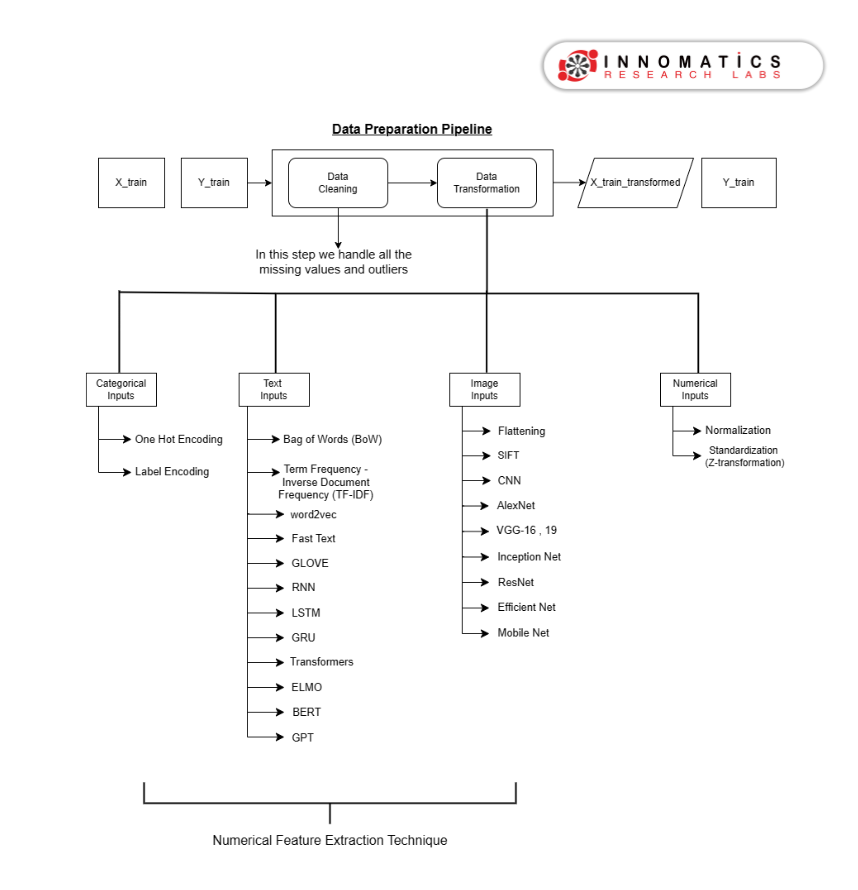 INNOMATICS
RESEARCH LABS
Data Preparation Pipeline
X_train
Y_train
Data
Cleaning
Data
Transformation
X_train_transformed
Y_train
In this step we handle all the
missing values and outliers
Categorical
Inputs
One Hot Encoding
Label Encoding
Text
Inputs
Bag of Words (BoW)
Term Frequency -
Inverse Document
Frequency (TF-IDF)
word2vec
Fast Text
GLOVE
RNN
LSTM
GRU
Transformers
ELMO
BERT
GPT
Image
Inputs
Flattening
SIFT
CNN
AlexNet
VGG-16 , 19
Inception Net
ResNet
Efficient Net
Mobile Net
Numerical
Inputs
Normalization
Standardization
(Z-transformation)
Numerical Feature Extraction Technique